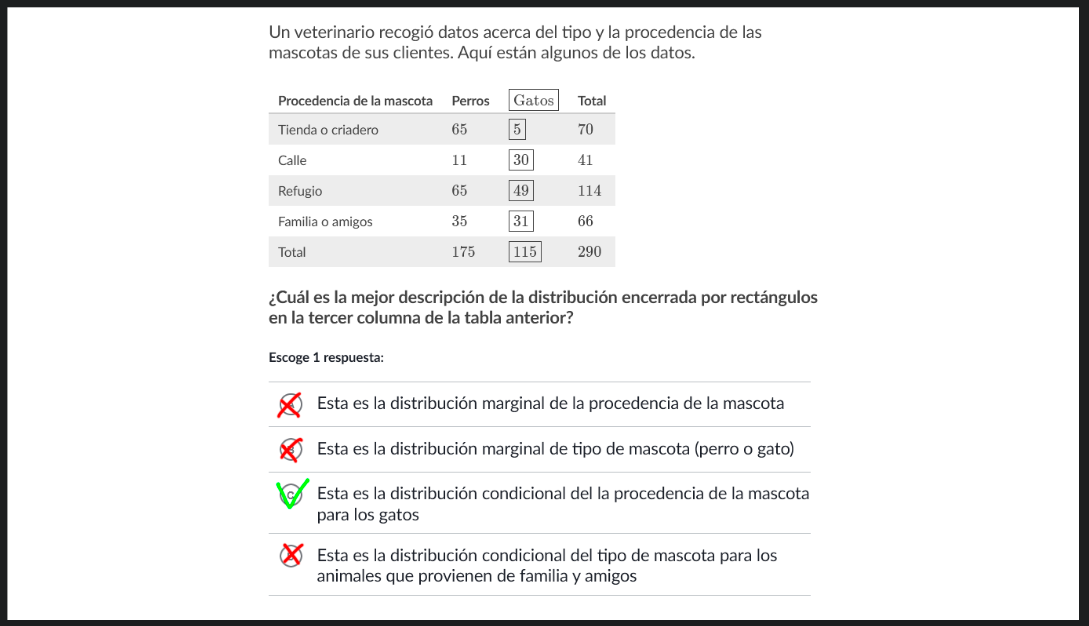 Un veterinario recogió datos acerca del tipo y la procedencia de las
mascotas de sus clientes. Aquí están algunos de los datos.
Procedencia de la mascota Perros Gatos Total
Tienda o criadero 65 5 70
Calle 11 30 41
Refugio 65 49 114
Familia o amigos 35 31 66
Total 175 115 290
¿Cuál es la mejor descripción de la distribución encerrada por rectángulos
en la tercer columna de la tabla anterior?
Escoge 1 respuesta:
Esta es la distribución marginal de la procedencia de la mascota
Esta es la distribución marginal de tipo de mascota (perro o gato)
C Esta es la distribución condicional del la procedencia de la mascota
para los gatos
Esta es la distribución condicional del tipo de mascota para los
animales que provienen de familia y amigos